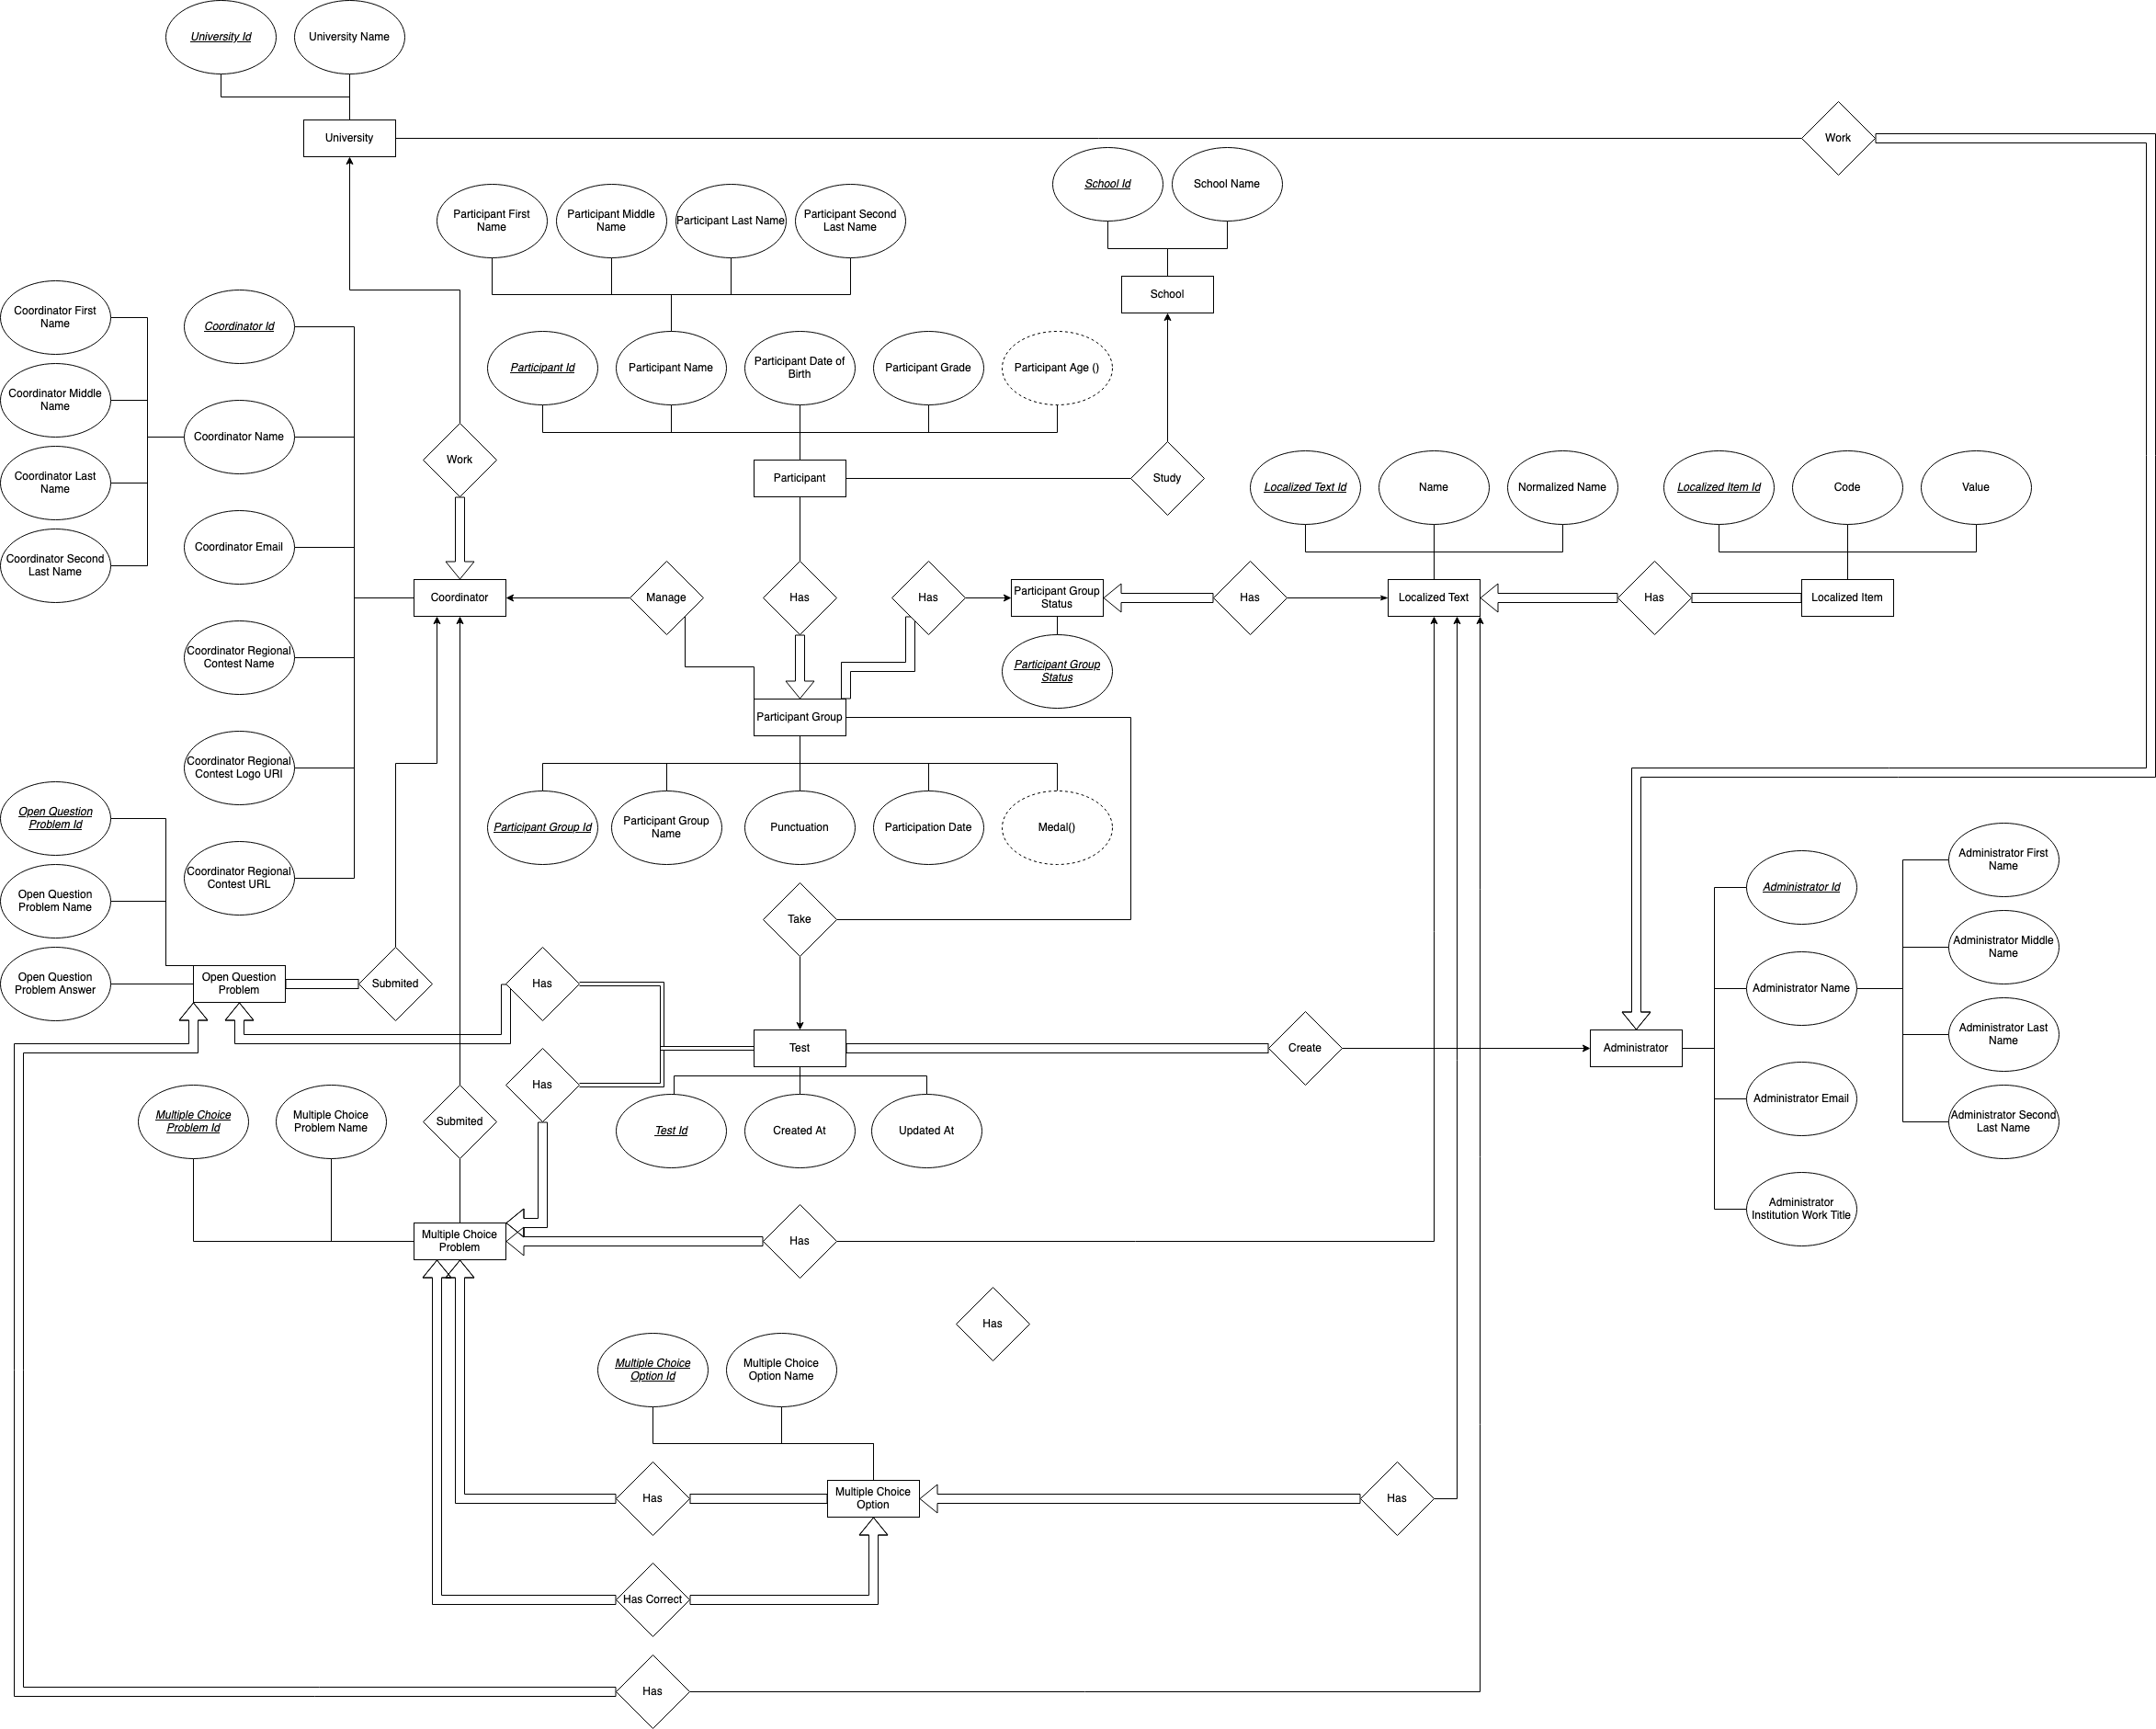 University Id
University Name
University
Work
School Id
School Name
Participant First
Name
Participant Middle
Name
Participant Last Name
Participant Second
Last Name
School
Coordinator First
Name
Coordinator Id
Participant Id
Participant Name
Participant Date of
Birth
Participant Grade
Participant Age ()
Coordinator Middle
Name
Coordinator Name
Work
Participant
Study
Coordinator Last
Name
Localized Text Id
Name
Normalized Name
Localized Item Id
Code
Value
Coordinator Email
Coordinator Second
Last Name
Coordinator
Manage
Has
Has
Participant Group
Status
Has
Localized Text
Has
Localized Item
Coordinator Regional
Contest Name
Participant Group
Status
Participant Group
Coordinator Regional
Contest Logo URI
Open Question
Problem Id
Participant Group Id
Participant Group
Name
Punctuation
Participation Date
Medal()
Coordinator Regional
Contest URL
Open Question
Problem Name
Take
Administrator Id
Administrator First
Name
Administrator Middle
Name
Open Question
Problem Answer
Open Question
Problem
Submited
Has
Administrator Name
Administrator Last
Name
Test
Create
Administrator
Has
Multiple Choice
Problem Id
Multiple Choice
Problem Name
Submited
Test Id
Created At
Updated At
Administrator Email
Administrator Second
Last Name
Administrator
Institution Work Title
Multiple Choice
Problem
Has
Has
Multiple Choice
Option Id
Multiple Choice
Option Name
Has
Multiple Choice
Option
Has
Has Correct
Has